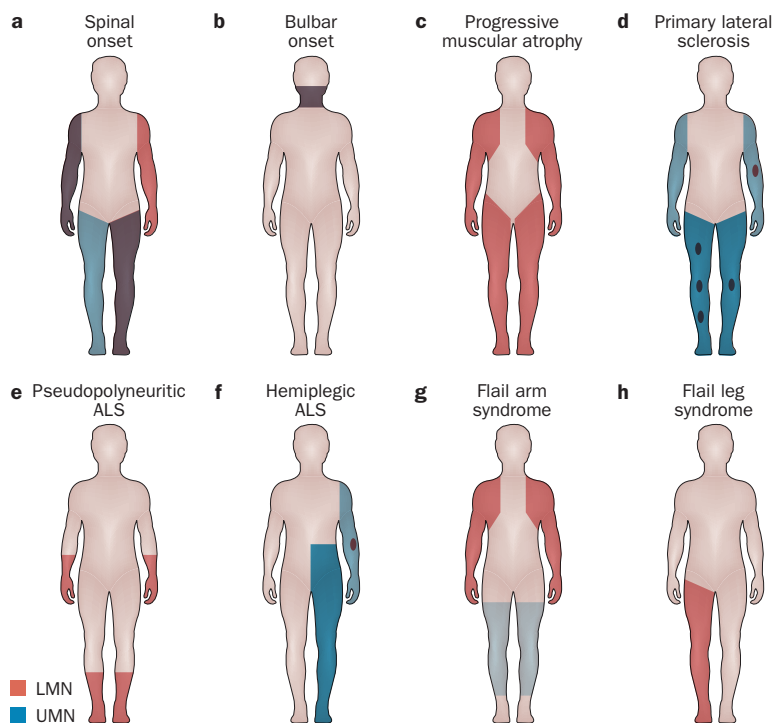 a Spinal
onset
b Bulbar
onset
c Progressive
muscular atrophy
d Primary lateral
sclerosis
e Pseudopolyneuritic
ALS
f Hemiplegic
ALS
g Flail arm
syndrome
h Flail leg
syndrome
LMN
UMN